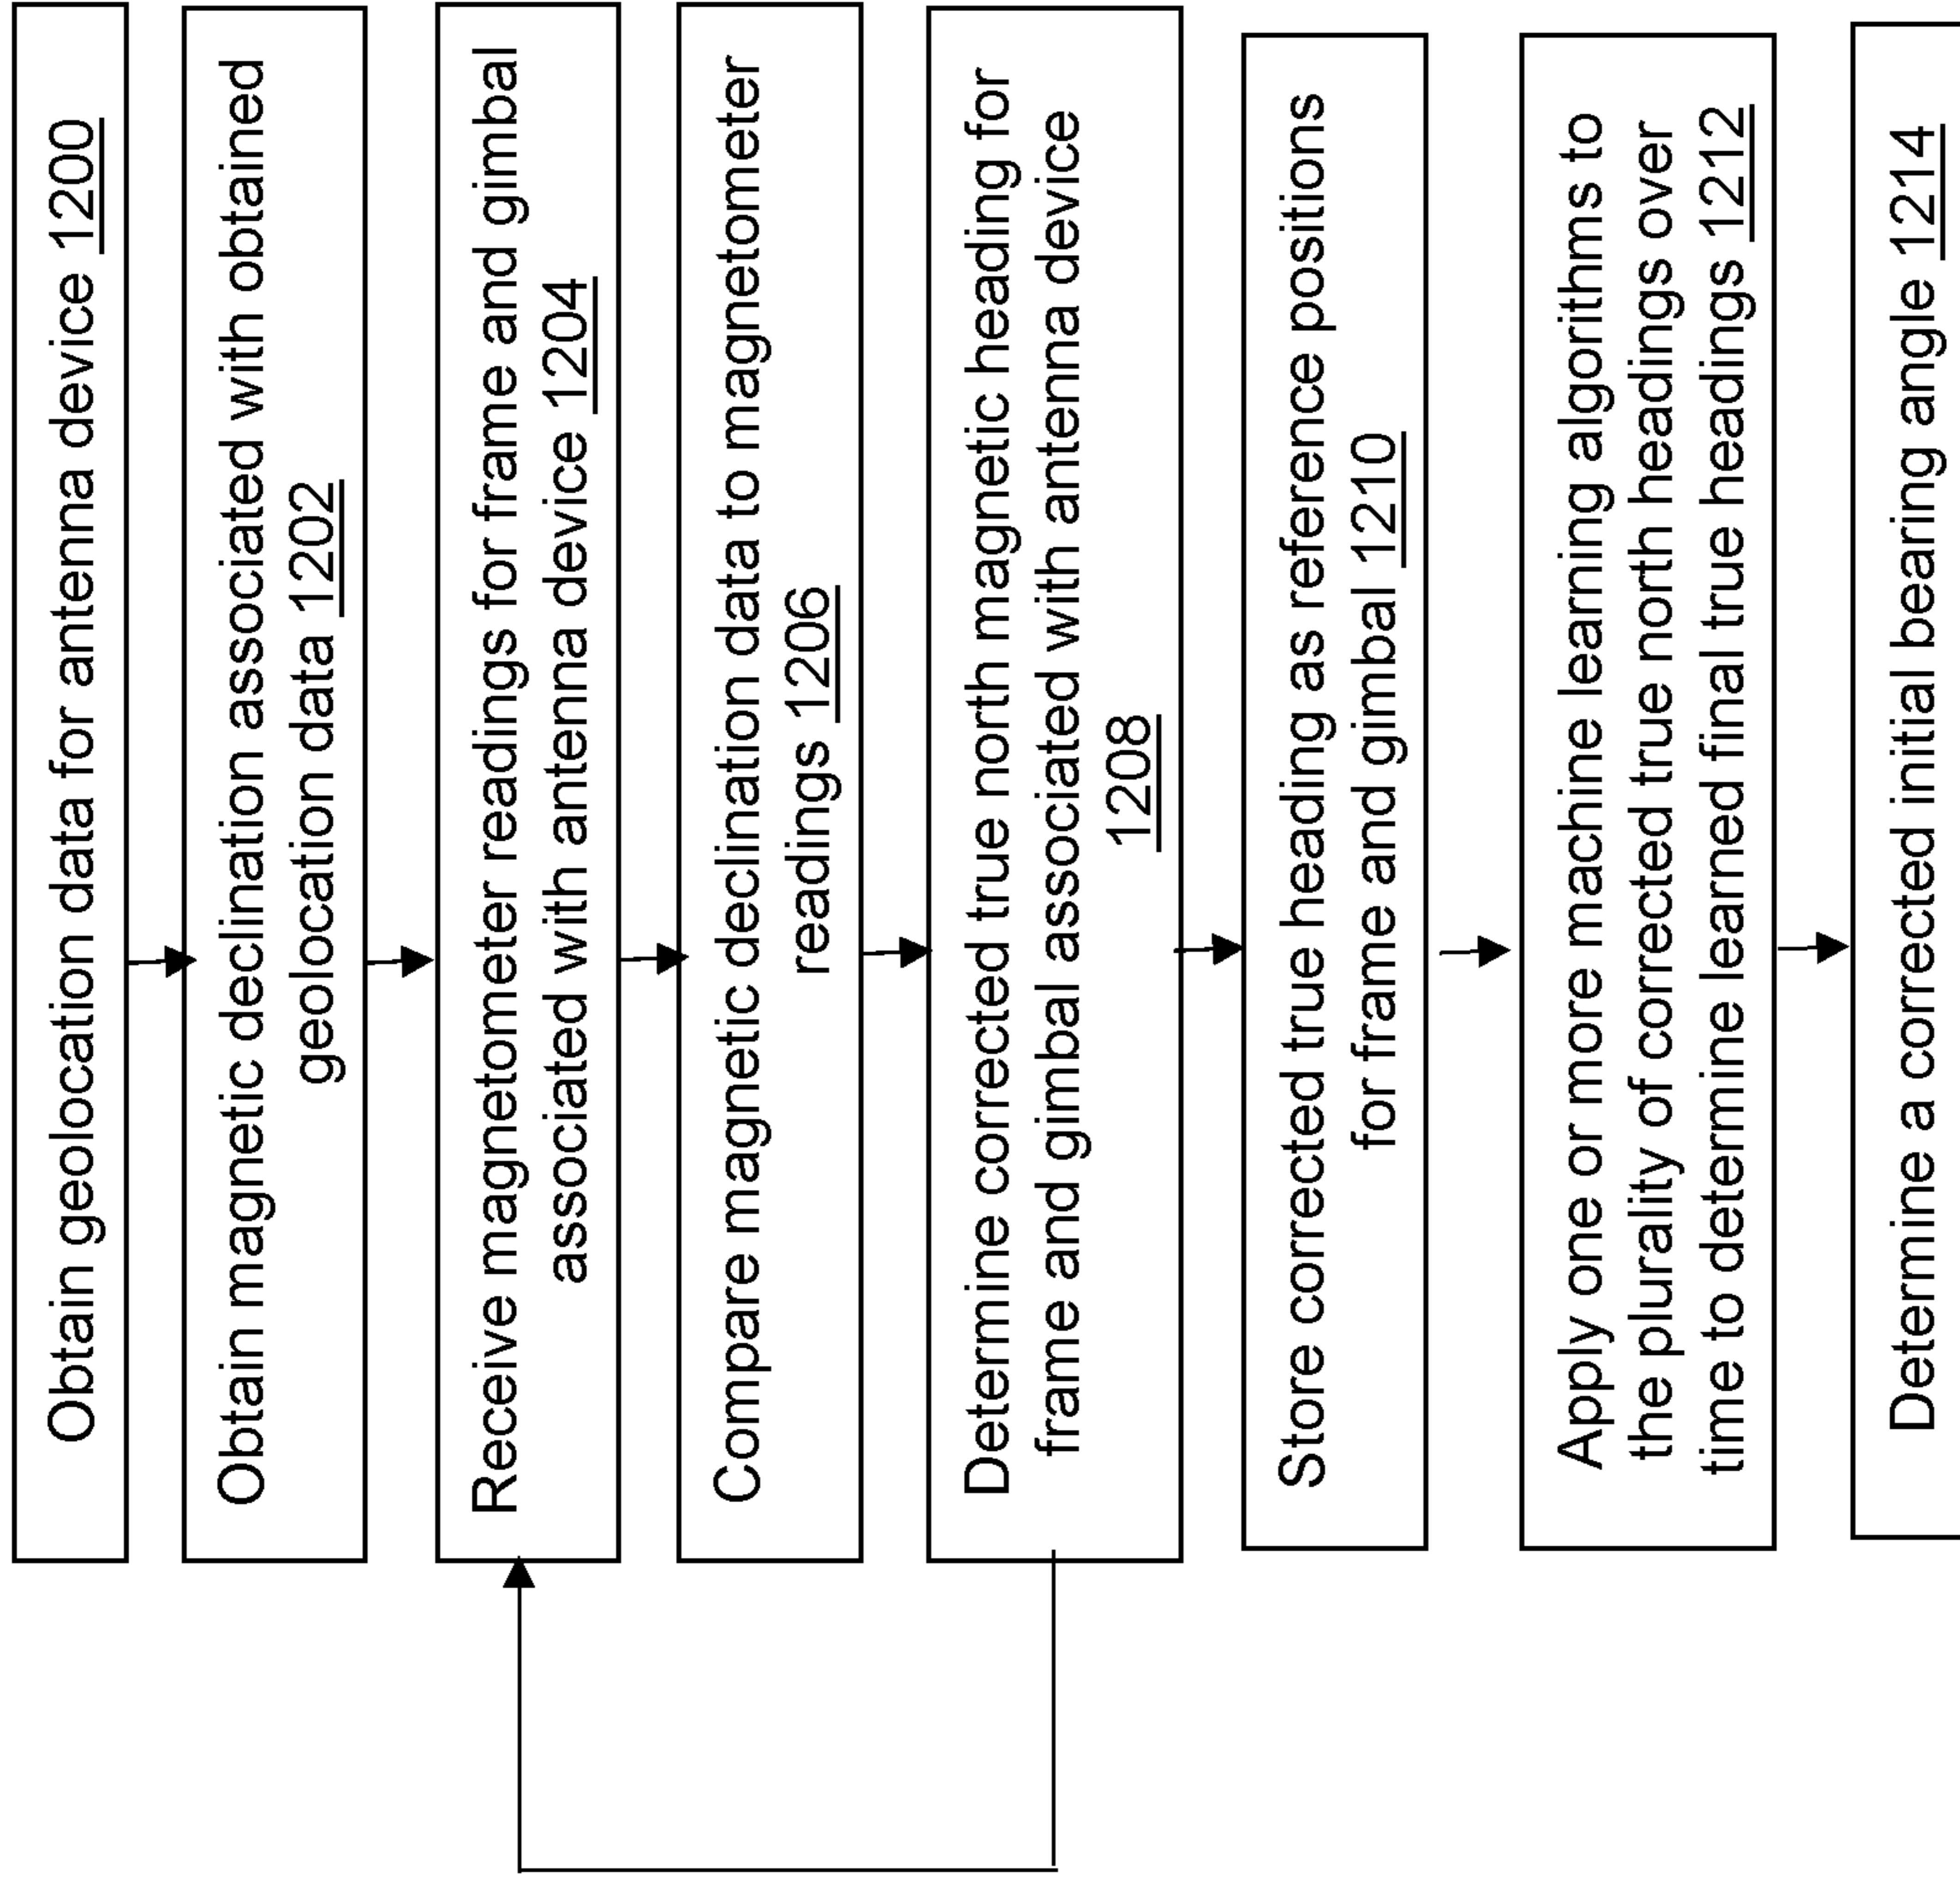 Obtain geolocation data for antenna device 1200
Obtain magnetic declination associated with obtained
geolocation data 1202
Receive magnetometer readings for frame and gimbal
associated with antenna device 1204
Compare magnetic declination data to magnetometer
readings 1206
Determine corrected true north magnetic heading for
frame and gimbal associated with antenna device
1208
Store corrected true heading as reference positions
for frame and gimbal 1210
Apply one or more machine learning algorithms to
the plurality of corrected true north headings over
time to determine learned final true headings 1212
Determine a corrected initial bearing angle 1214